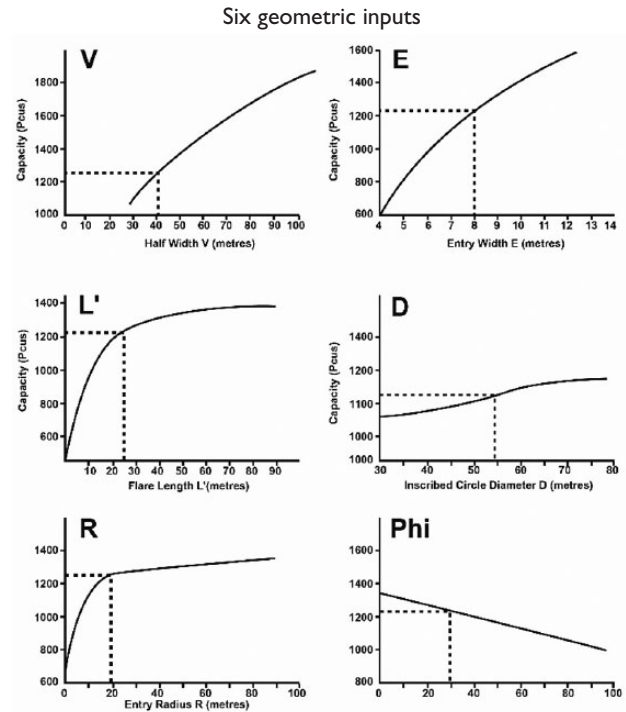 Six geometric inputs
V
Capacity (Pcus)
1800
1600
1400
1200
1000
0 10 20 30 40 50 60 70 80 90 100
Half Width V (metres)
E
Capacity (Pcus)
1600
1400
1200
1000
800
600
4 5 6 7 8 9 10 11 12 13 14
Entry Width E (metres)
L'
Capacity (Pcus)
1400
1200
1000
800
600
10 20 30 40 50 60 70 80 90
Flare Length L'(metres)
D
Capacity (Pcus)
1400
1200
1100
1000
1000
30 40 50 60 70 80
Inscribed Circle Diameter D (metres)
R
Capacity (Pcus)
1400
1200
1000
800
600
0 20 40 60 80 100
Entry Radius R (metres)
Phi
1600
1400
1200
1000
800
600
0 20 40 60 80 100